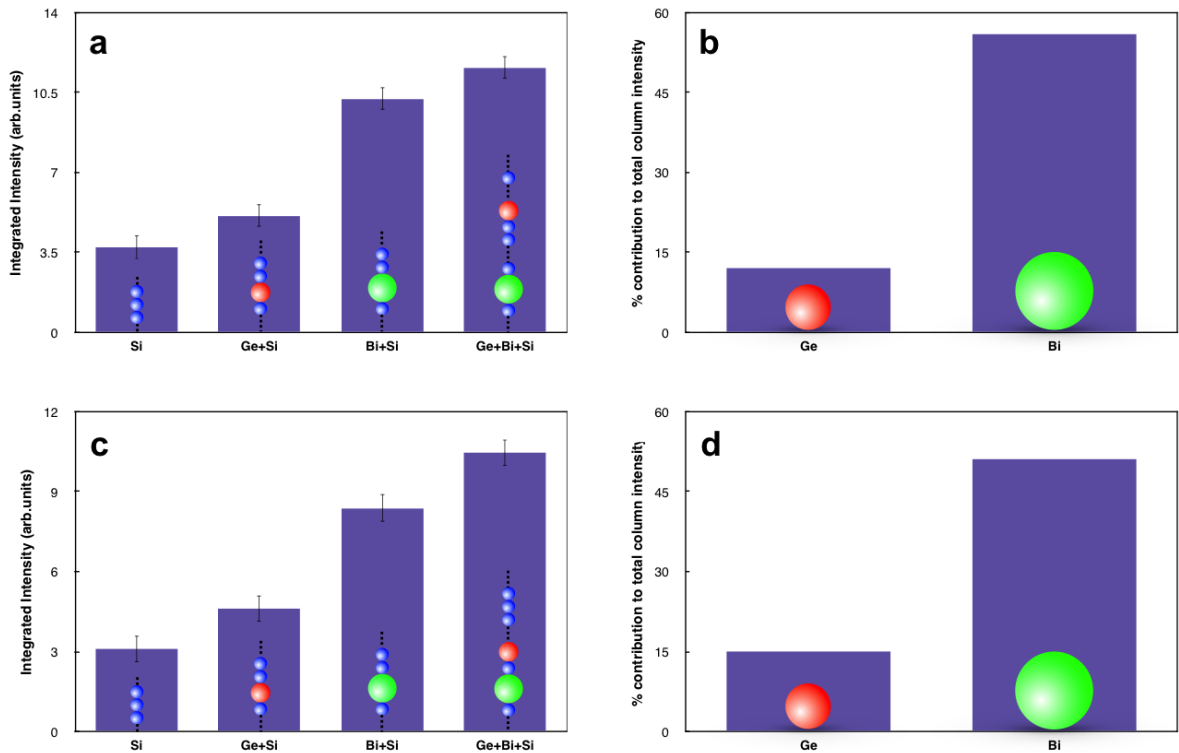 a
Integrated Intensity (arb.units)
14
10.5
7
3.5
0
Si
Ge+Si
Bi+Si
Ge+Bi+Si
b
% contribution to total column intensity
60
45
30
15
0
Ge
Bi
c
Integrated Intensity (arb.units)
12
9
6
3
0
Si
Ge+Si
Bi+Si
Ge+Bi+Si
d
% contribution to total column intensity
60
45
30
15
0
Ge
Bi